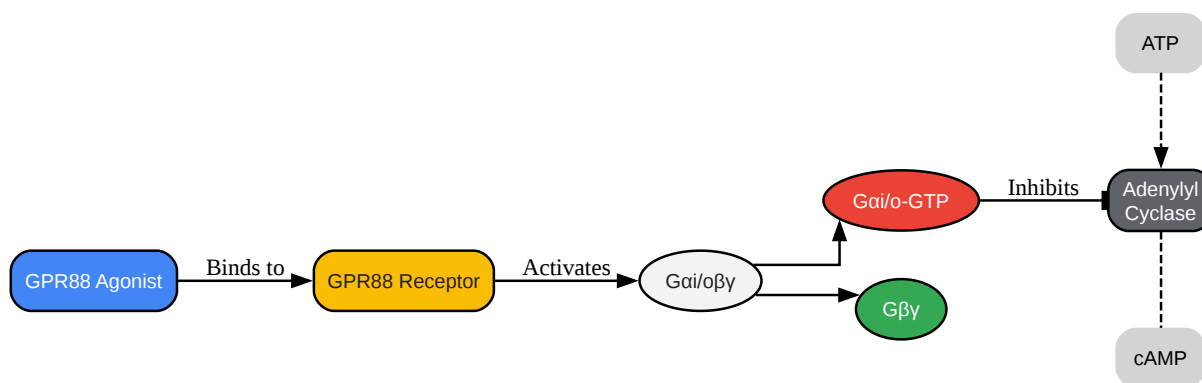 ATP
Gαi/o-GTP
Inhibits
Adenylyl
Cyclase
GPR88 Agonist
Binds to
GPR88 Receptor
Activates
Gαi/oβγ
Gβγ
cAMP